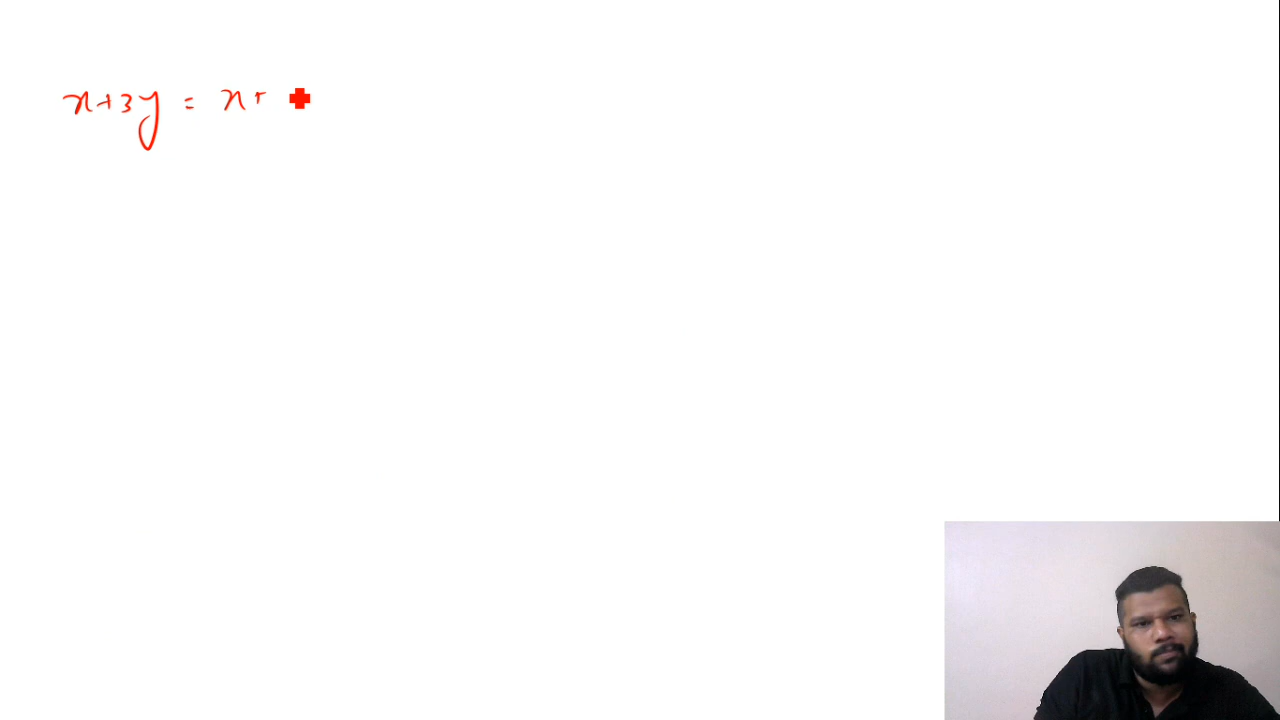 x+3y = x+